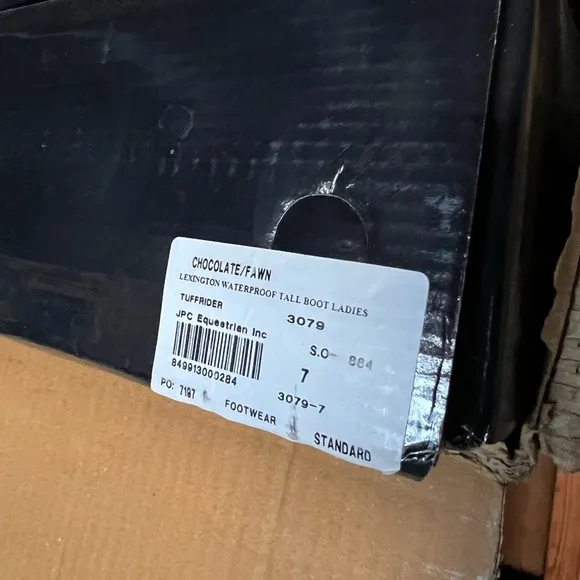 CHOCOLATE/FAWN
LEXINGTON WATERPROOF TALL BOOT LADIES
TUFFRIDER 3079
JPC Equestrian Inc S.O- 884
7
849913000284 3079-7
PO: 7197 FOOTWEAR STANDARD